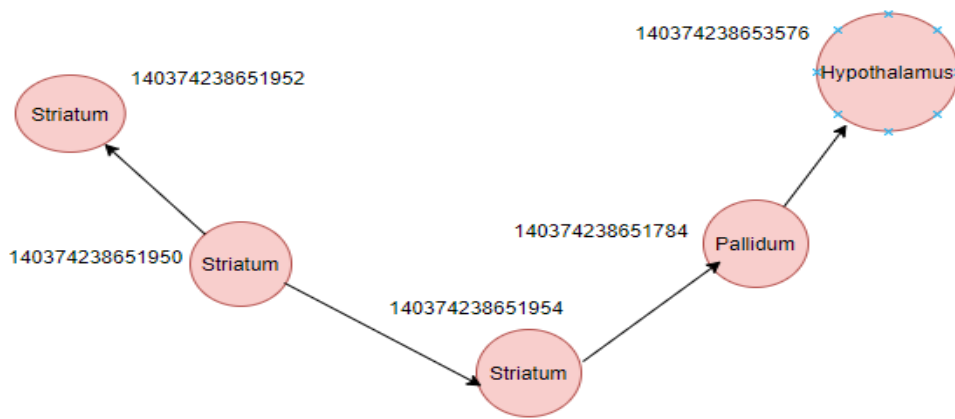 140374238653576
Hypothalamus
140374238651952
Striatum
140374238651784
Pallidum
140374238651950
Striatum
140374238651954
Striatum